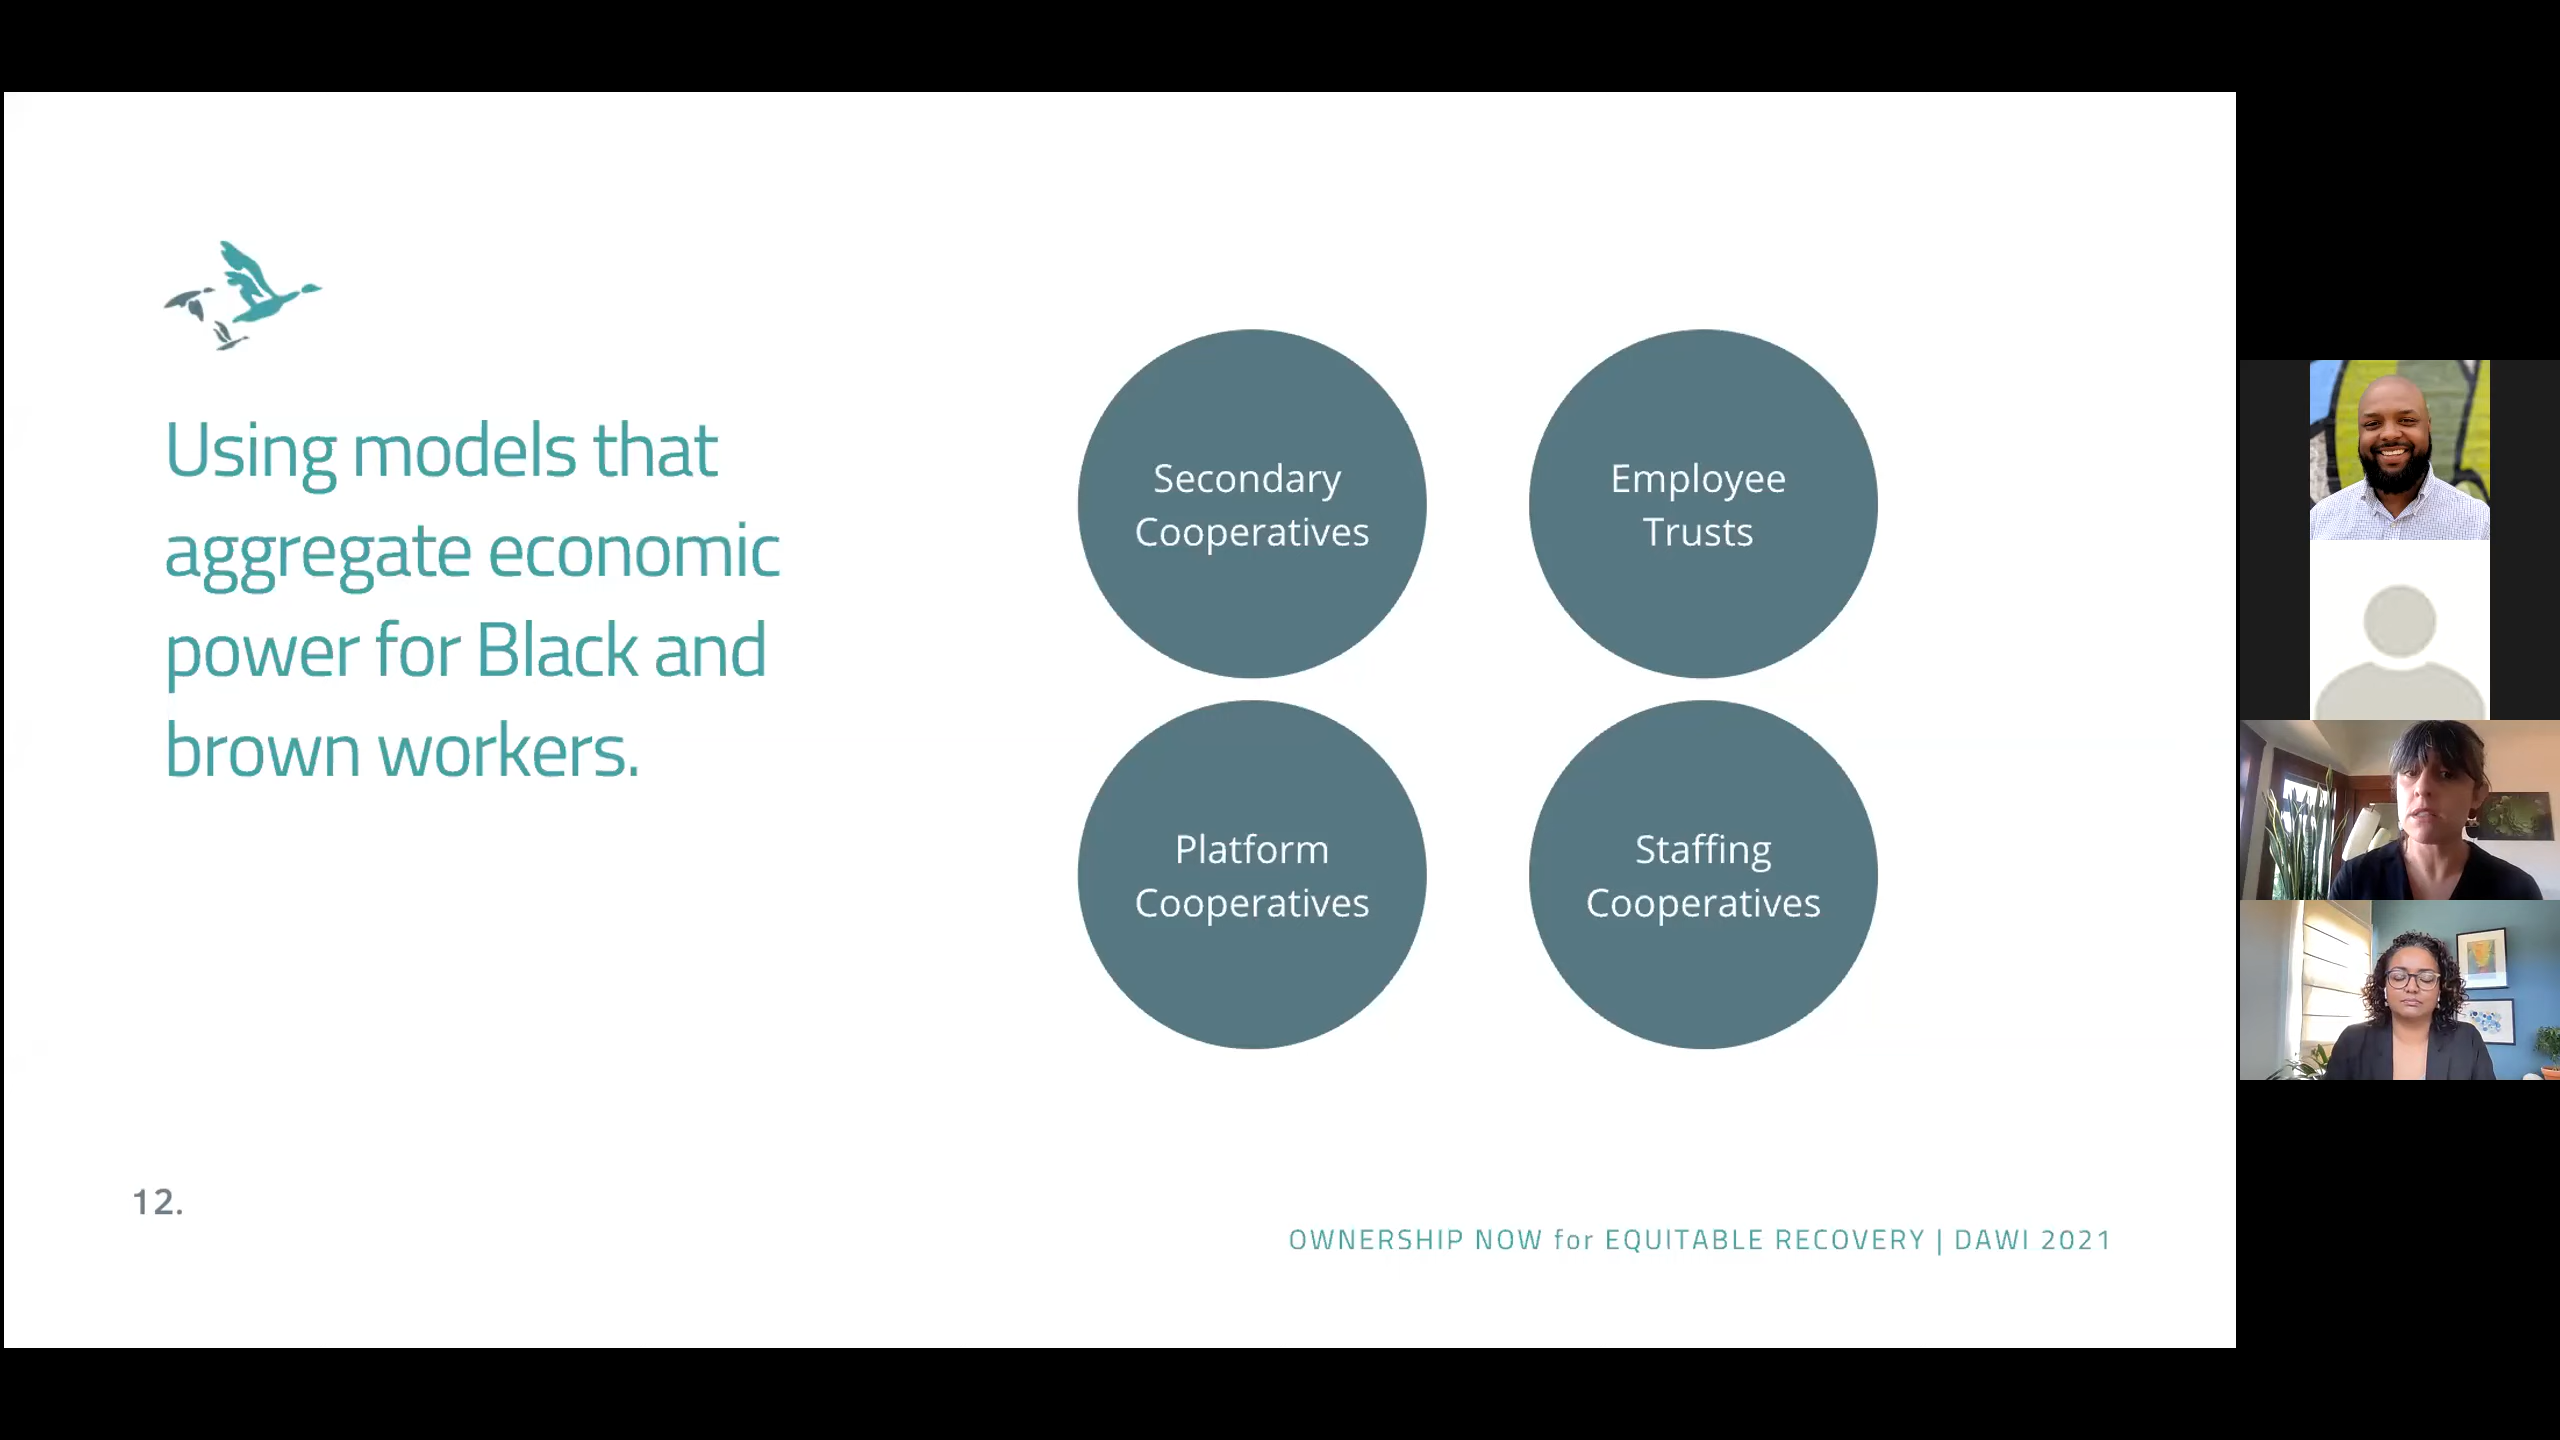 Using models that
aggregate economic
power for Black and
brown workers.
Secondary
Cooperatives
Employee
Trusts
Platform
Cooperatives
Staffing
Cooperatives
12.
OWNERSHIP NOW for EQUITABLE RECOVERY | DAWI 2021